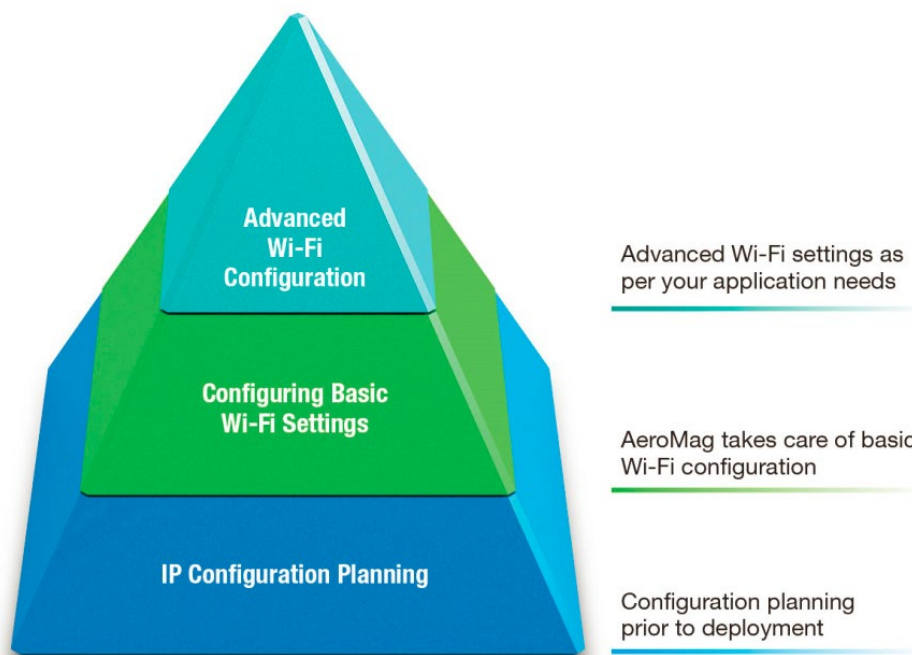 Advanced
Wi-Fi
Configuration
Advanced Wi-Fi settings as
per your application needs
Configuring Basic
Wi-Fi Settings
AeroMag takes care of basic
Wi-Fi configuration
IP Configuration Planning
Configuration planning
prior to deployment